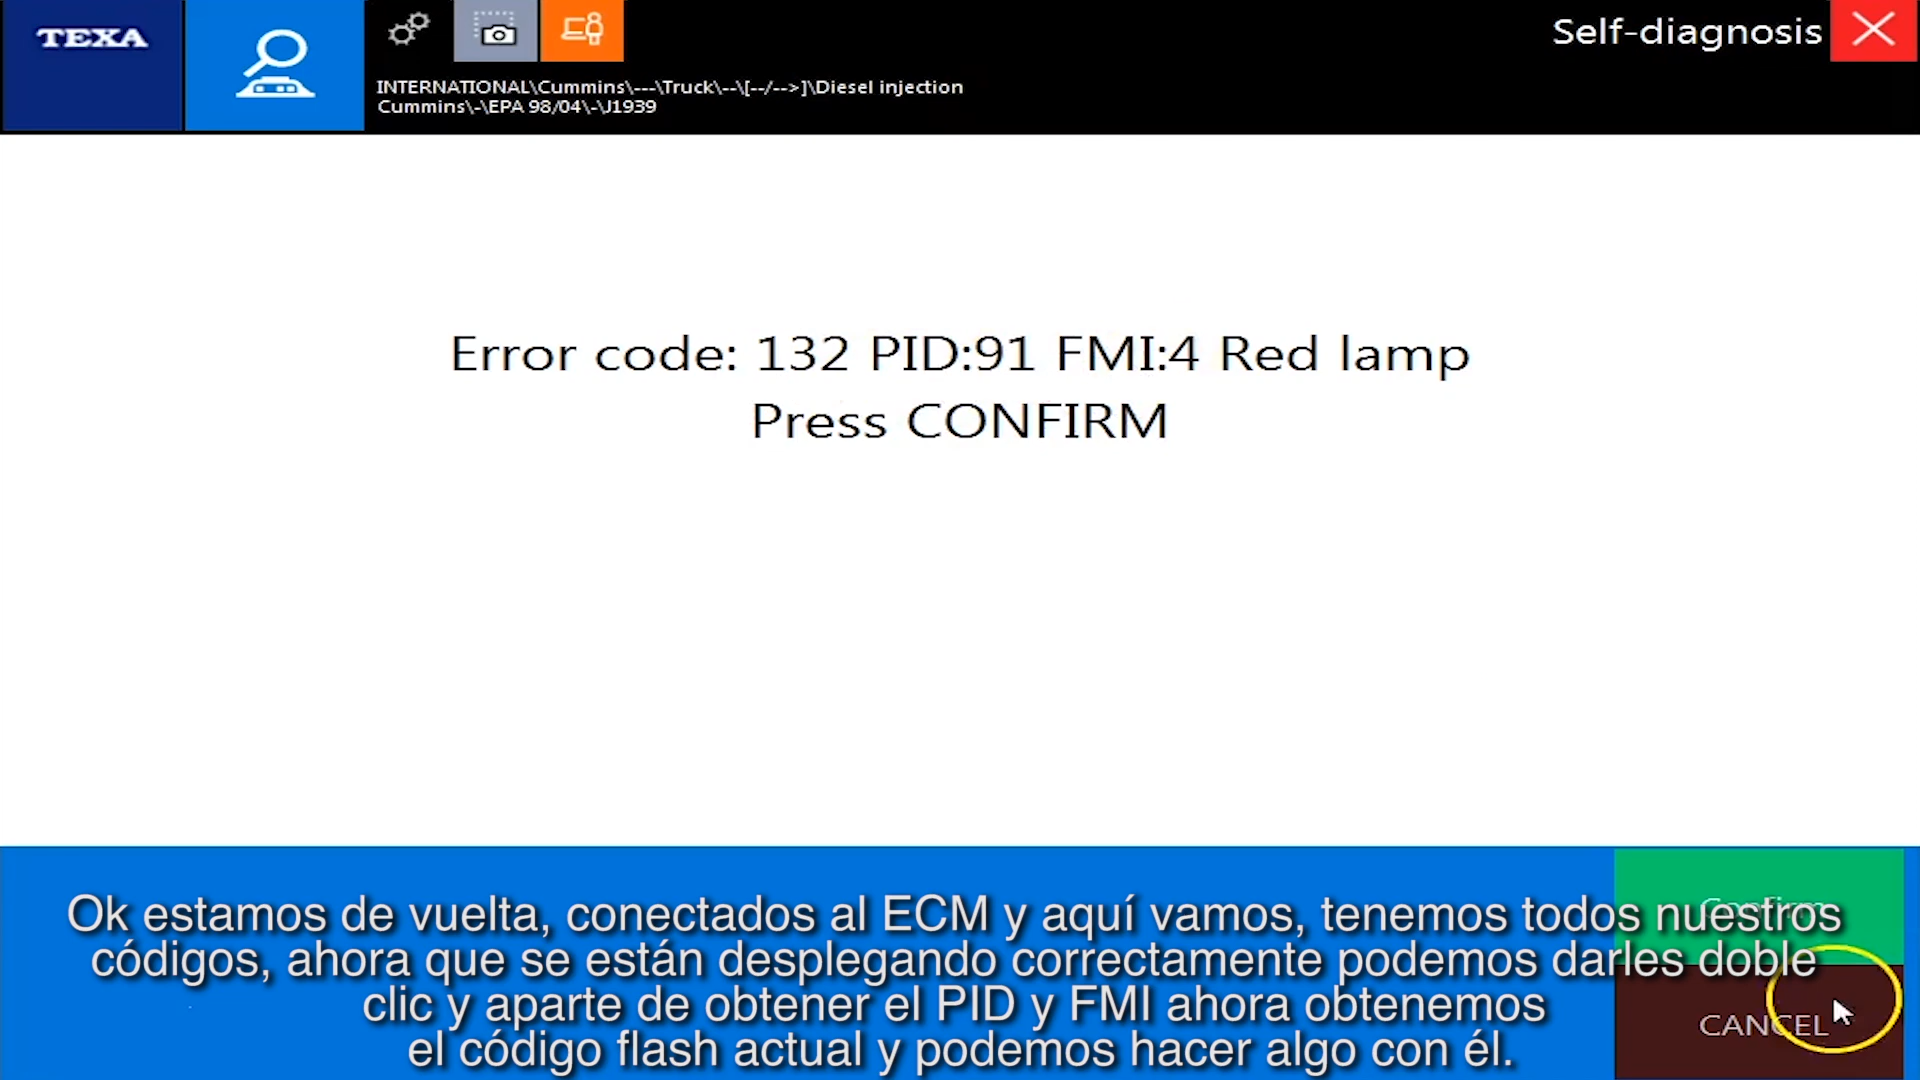 TEXA
Self-diagnosis
INTERNATIONAL\Cummins\---\Truck\--\[--/-->]\Diesel injection
Cummins\-\EPA 98/04\-\J1939
Error code: 132 PID:91 FMI:4 Red lamp
Press CONFIRM
Confirm
CANCEL
Ok estamos de vuelta, conectados al ECM y aquí vamos, tenemos todos nuestros
códigos, ahora que se están desplegando correctamente podemos darles doble
clic y aparte de obtener el PID y FMI ahora obtenemos
el código flash actual y podemos hacer algo con él.